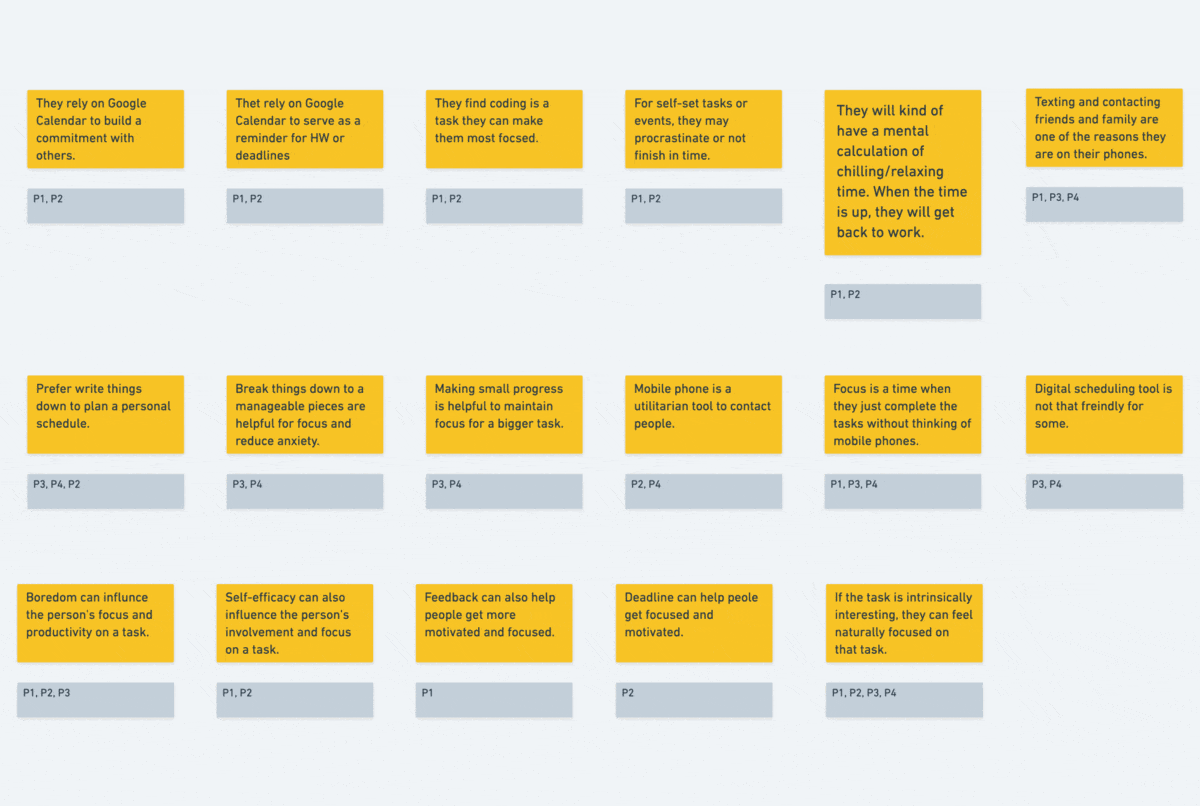 They rely on Google
Calendar to build a
commitment with
others.
P1, P2
Thet rely on Google
Calendar to serve as a
reminder for HW or
deadlines
P1, P2
They find coding is a
task they can make
them most focsed.
P1, P2
For self-set tasks or
events, they may
procrastinate or not
finish in time.
P1, P2
They will kind of
have a mental
calculation of
chilling/relaxing
time. When the time
is up, they will get
back to work.
P1, P2
Texting and contacting
friends and family are
one of the reasons they
are on their phones.
P1, P3, P4
Prefer write things
down to plan a personal
schedule.
P3, P4, P2
Break things down to a
manageable pieces are
helpful for focus and
reduce anxiety.
P3, P4
Making small progress
is helpful to maintain
focus for a bigger task.
P3, P4
Mobile phone is a
utilitarian tool to contact
people.
P2, P4
Focus is a time when
they just complete the
tasks without thinking of
mobile phones.
P1, P3, P4
Digital scheduling tool is
not that freindly for
some.
P3, P4
Boredom can influnce
the person's focus and
productivity on a task.
P1, P2, P3
Self-efficacy can also
influence the person's
involvement and focus
on a task.
P1, P2
Feedback can also help
people get more
motivated and focused.
P1
Deadline can help peole
get focused and
motivated.
P2
If the task is intrinsically
interesting, they can feel
naturally focused on
that task.
P1, P2, P3, P4